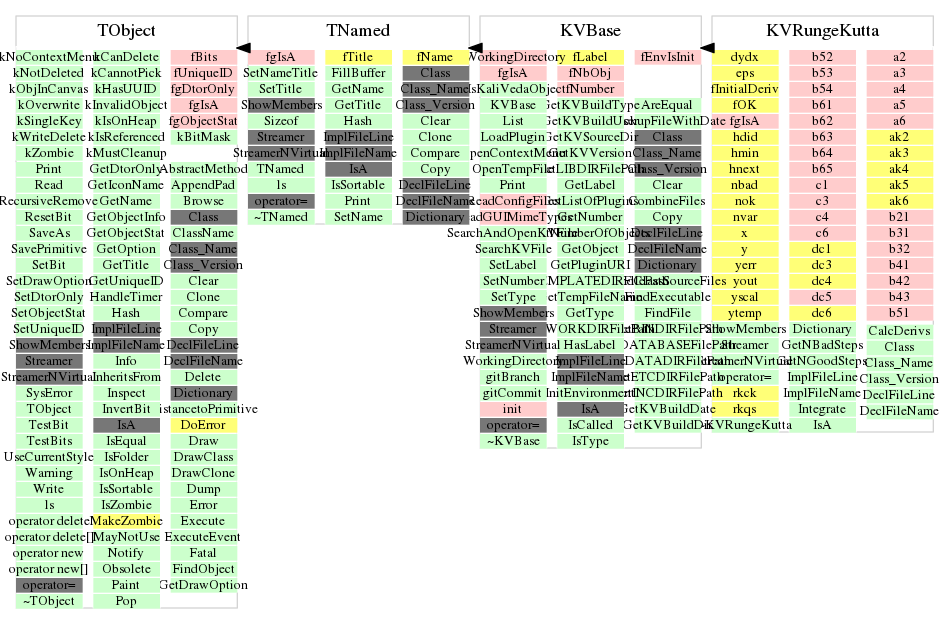 TObject
kNoContextMenu kCanDelete fBits
kNotDeleted kCannotPick fUniqueID
kObjInCanvas kHasUUID fgDtorOnly
kOverwrite kInvalidObject fgIsA
kSingleKey kIsOnHeap fgObjectStat
kWriteDelete kIsReferenced kBitMask
kZombie kMustCleanup
Print GetDtorOnly AbstractMethod
Read GetIconName AppendPad
RecursiveRemove GetName Browse
ResetBit GetObjectInfo Class
SaveAs GetObjectStat ClassName
SavePrimitive GetOption Class_Name
SetBit GetTitle Class_Version
SetDrawOption GetUniqueID Clear
SetDtorOnly HandleTimer Clone
SetObjectStat Hash Compare
SetUniqueID ImplFileLine Copy
ShowMembers ImplFileName DeclFileLine
Streamer Info DeclFileName
StreamerNVirtual InheritsFrom Delete
SysError Inspect Dictionary
TObject InvertBit DistancetoPrimitive
TestBit IsA DoError
TestBits IsEqual Draw
UseCurrentStyle IsFolder DrawClass
Warning IsOnHeap DrawClone
Write IsSortable Dump
ls IsZombie Error
operator delete MakeZombie Execute
operator delete[] MayNotUse ExecuteEvent
operator new Notify Fatal
operator new[] Obsolete FindObject
operator= Paint GetDrawOption
~TObject Pop
TNamed
fgIsA fTitle fName
SetNameTitle FillBuffer Class
ShowMembers GetName Class_Name
Sizeof GetTitle Class_Version
Streamer Hash Clear
StreamerNVirtual ImplFileLine Clone
TNamed ImplFileName Compare
ls IsA Copy
operator= IsSortable DeclFileLine
~TNamed Print DeclFileName
SetName Dictionary
KVBase
WorkingDirectory fLabel fEnvIsInit
fgIsA fNbObj
IsKaliVedaObject fNumber
KVBase GetKVBuildType AreEqual
List GetKVBuildUser BackupFileWithDate
LoadPlugin GetKVSourceDir Class
OpenContextMenu GetKVVersion Class_Name
OpenTempFile GetLIBDIRFilePath Class_Version
Print GetLabel Clear
ReadConfigFiles GetListOfPlugins CombineFiles
ReadGUIMimeTypes GetNumber Copy
SearchAndOpenKVFile GetNumberOfObjects DeclFileLine
SearchKVFile GetObject DeclFileName
SetLabel GetPluginURI Dictionary
SetNumber
SetType GetTempFileName FindExecutable
ShowMembers GetType FindFile
Streamer GetWORKDIRFilePath
StreamerNVirtual HasLabel GetDATABASEFilePath
WorkingDirectory ImplFileLine GetDATADIRFilePath
gitBranch ImplFileName GetETCDIRFilePath
gitCommit InitEnvironment GetINCDIRFilePath
init IsA GetKVBuildDate
operator= IsCalled GetKVBuildDir
~KVBase IsType
KVRungeKutta
dydx b52 a2
eps b53 a3
fInitialDeriv b54 a4
fOK b61 a5
fgIsA b62 a6
hdid b63 ak2
hmin b64 ak3
hnext b65 ak4
nbad c1 ak5
nok c3 ak6
nvar c4 b21
x c6 b31
y dc1 b32
yerr dc3 b41
yout dc4 b42
yscal dc5 b43
ytemp dc6 b51
ShowMembers Dictionary CalcDerivs
Streamer GetNBadSteps Class
StreamerNVirtual GetNGoodSteps Class_Name
operator= ImplFileLine Class_Version
rkck ImplFileName DeclFileLine
rkqs Integrate DeclFileName
~KVRungeKutta IsA